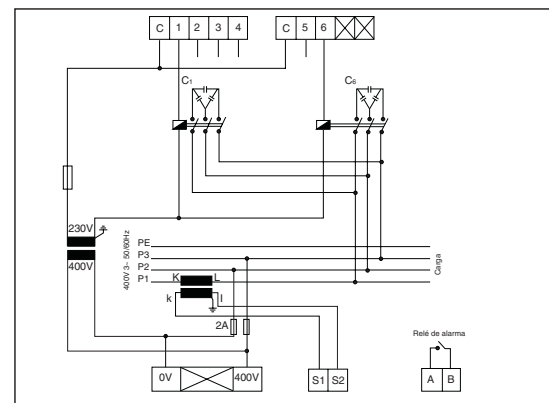 C 1 2 3 4
C 5 6
C1
C6
230V
400V
400V 3~ 50/60Hz
PE
P3
P2
P1
K L
k l
Carga
2A
0V 400V
S1 S2
Relé de alarma
A B